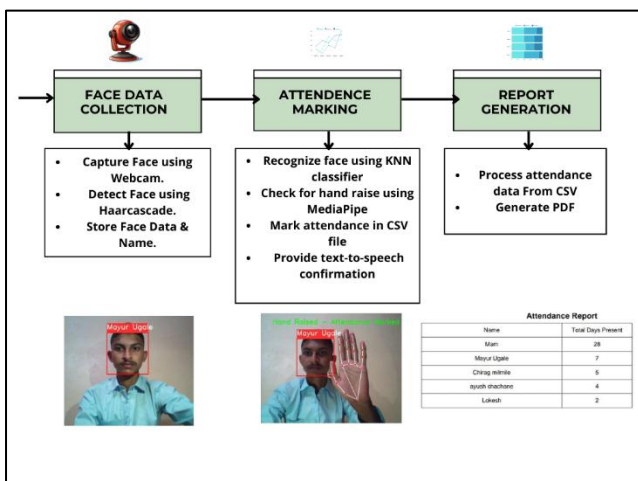 FACE DATA
COLLECTION
ATTENDENCE
MARKING
REPORT
GENERATION
• Capture Face using
Webcam.
• Detect Face using
Haarcascade.
• Store Face Data &
Name.
• Recognize face using KNN
classifier
• Check for hand raise using
MediaPipe
• Mark attendance in CSV
file
• Provide text-to-speech
confirmation
• Process attendance
data From CSV
• Generate PDF
Mayur Ugale
Hand Raised - Attendance
Mayur Ugale
Attendance Report
Name Total Days Present
Mam 26
Mayur Ugale 7
Chirag
5
4
Lokesh 2